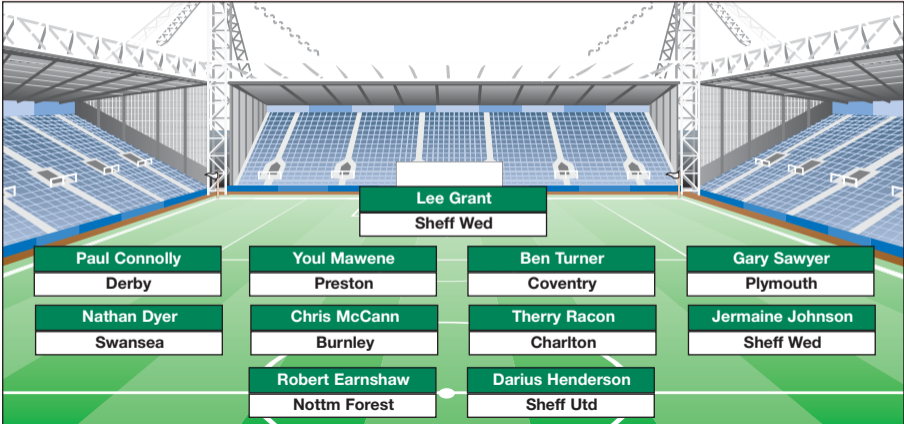 Lee Grant
Sheff Wed
Paul Connolly
Derby
Youl Mawene
Preston
Ben Turner
Coventry
Gary Sawyer
Plymouth
Nathan Dyer
Swansea
Chris McCann
Burnley
Therry Racon
Charlton
Jermaine Johnson
Sheff Wed
Robert Earnshaw
Nottm Forest
Darius Henderson
Sheff Utd